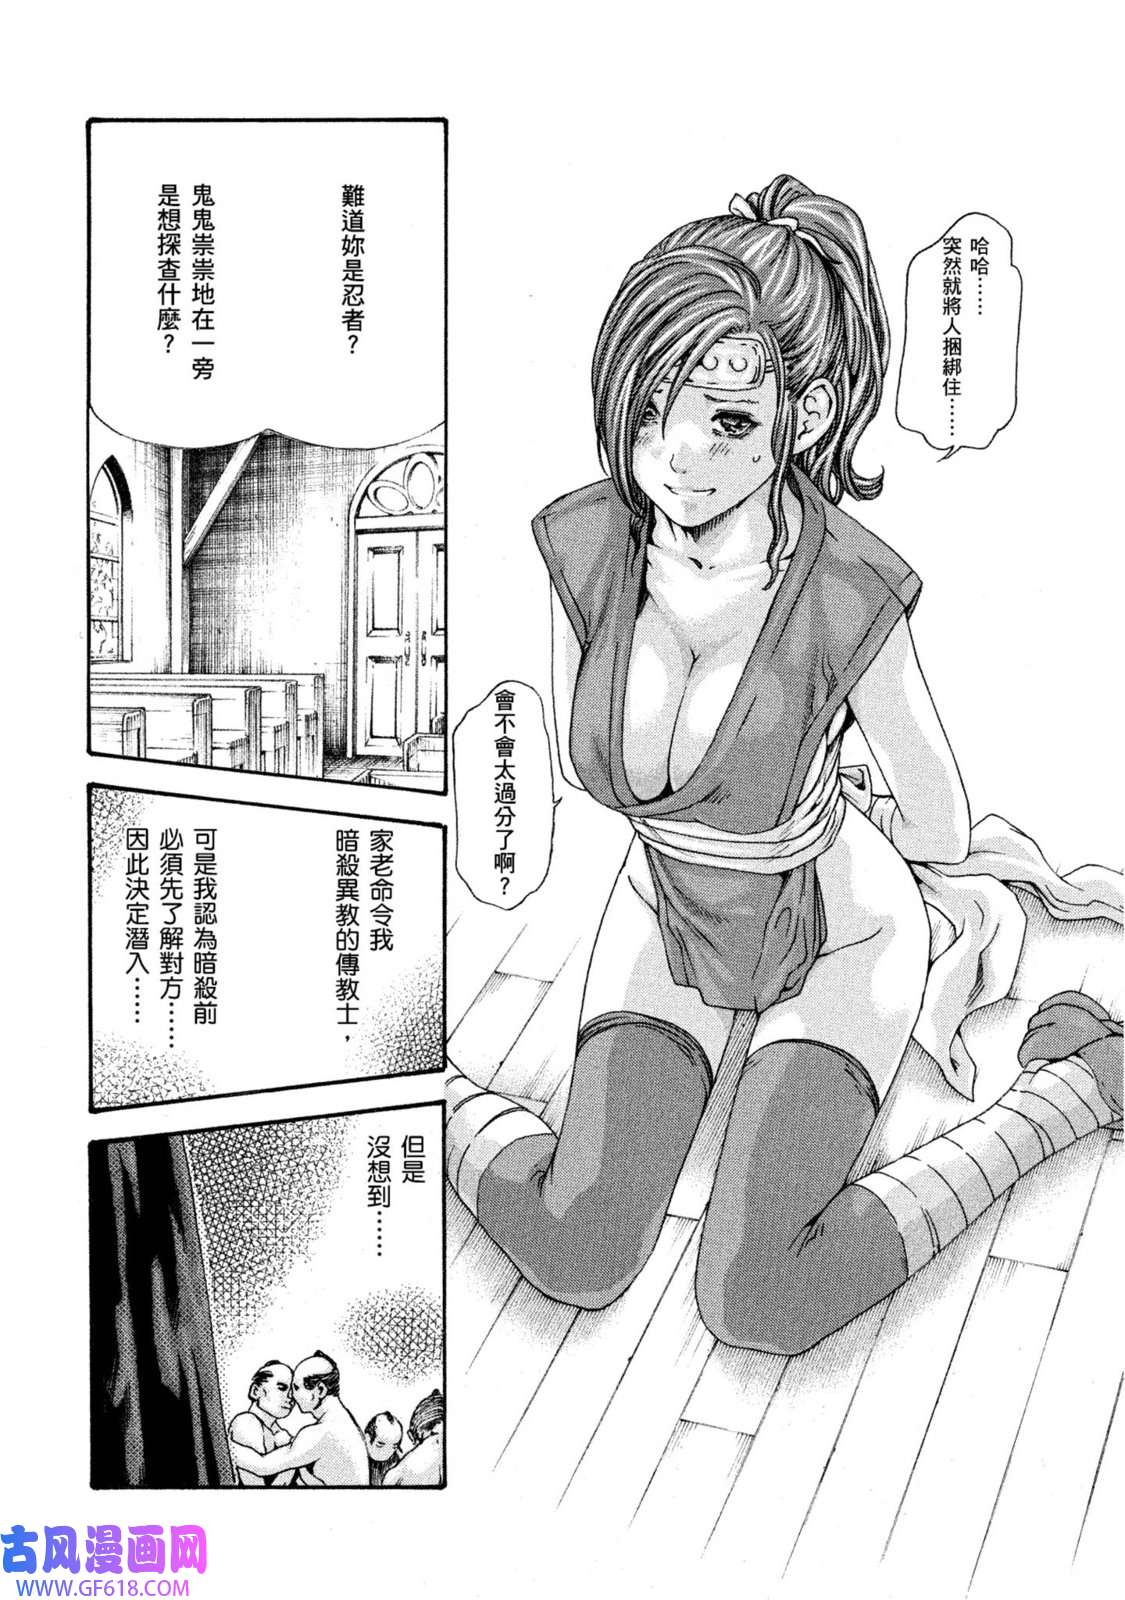 哈哈……
突然就將人捆綁住……
會不會太過分了啊？
難道妳是忍者？
鬼鬼祟祟地在一旁
是想探查什麼？
家老命令我
暗殺異教的傳教士，
可是我認為暗殺前
必須先了解對方……
因此決定潛入……
但是
沒想到……
古风漫画网
WWW.GF618.COM